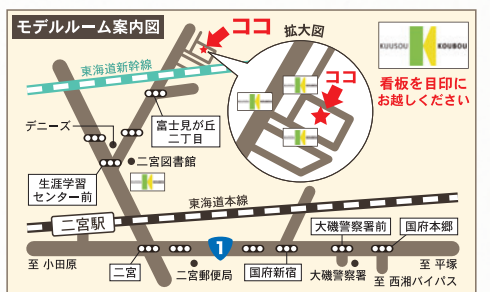 モデルルーム案内図
ココ
拡大図
KUUSOU KOUBOU
東海道新幹線
ココ
看板を目印に
お越しください
デニーズ
富士見が丘
二丁目
二宮図書館
生涯学習
センター前
東海道本線
二宮駅
大磯警察署前
国府本郷
1
至 小田原
二宮
二宮郵便局
国府新宿
大磯警察署
至 平塚
至 西湘バイパス